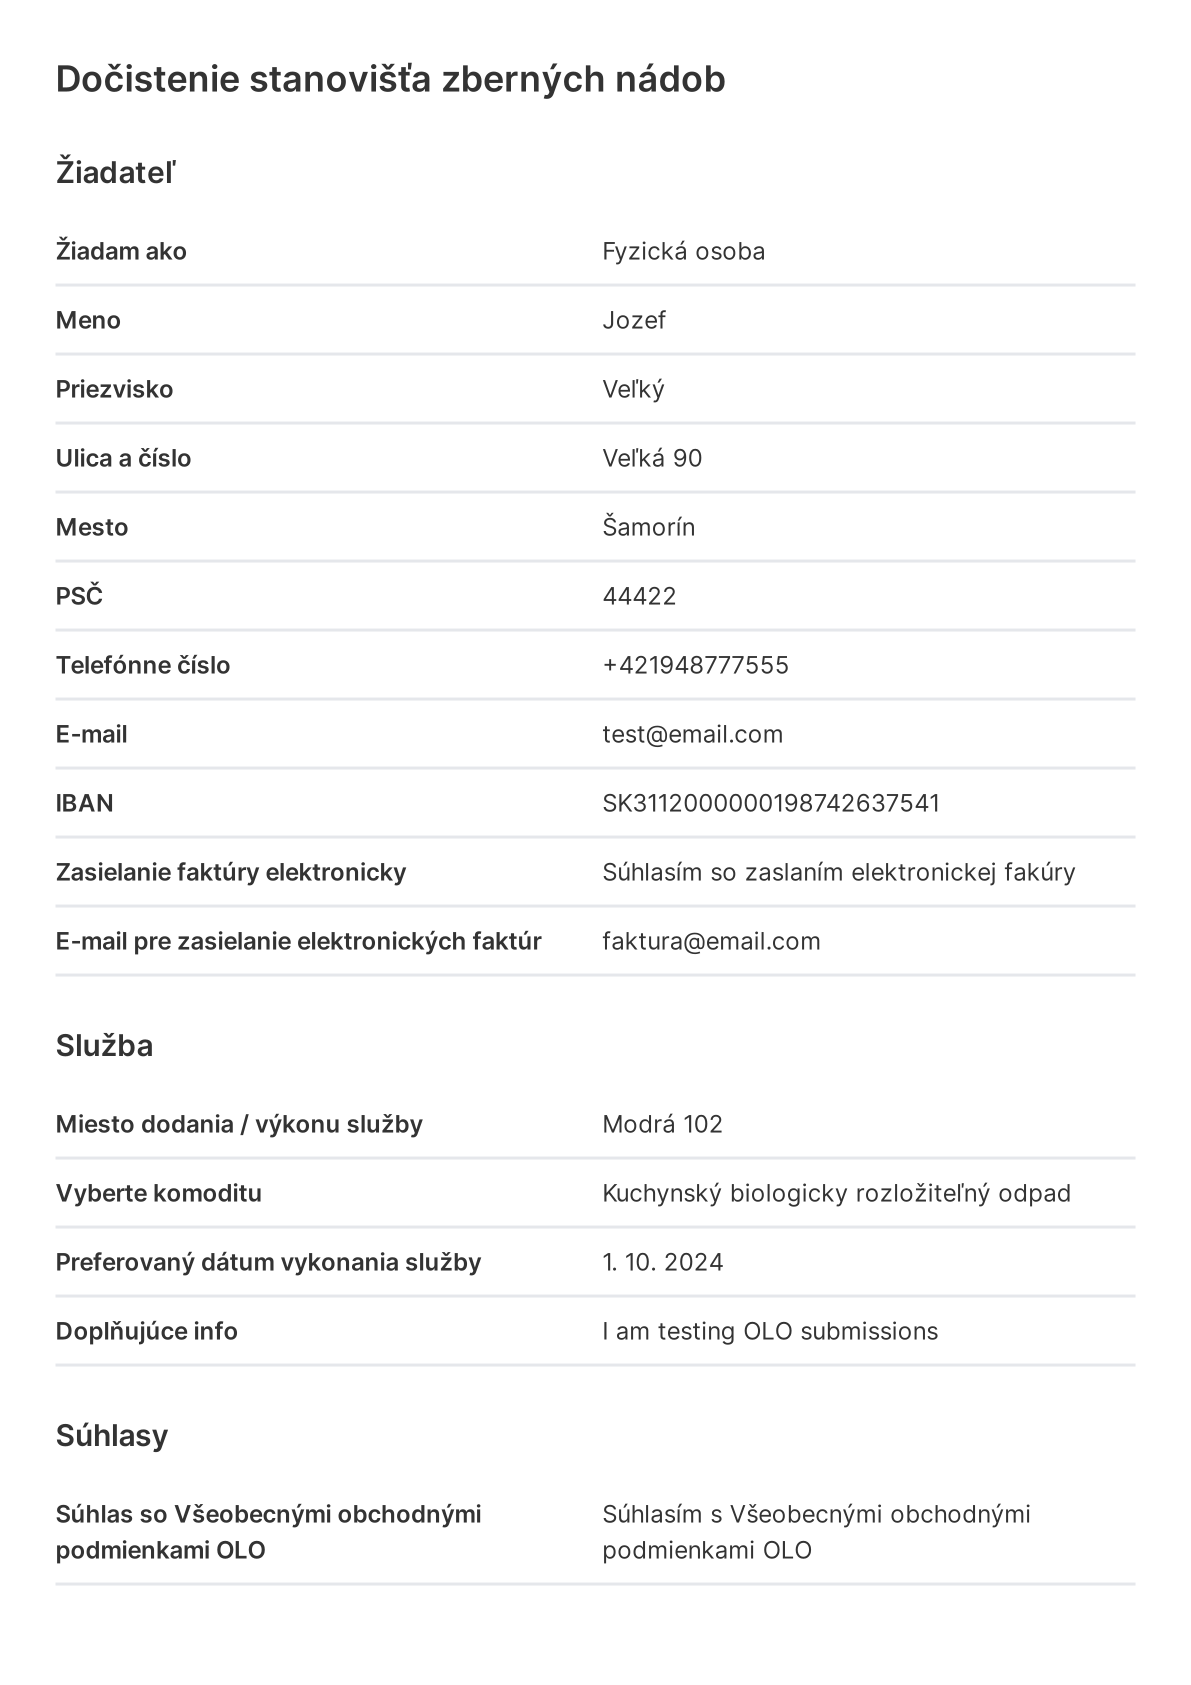 Dočistenie stanovišťa zberných nádob
Žiadateľ
Žiadam ako Fyzická osoba
Meno Jozef
Priezvisko Veľký
Ulica a číslo Veľká 90
Mesto Šamorín
PSČ 44422
Telefónne číslo +421948777555
E-mail test@email.com
IBAN SK3112000000198742637541
Zasielanie faktúry elektronicky Súhlasím so zaslaním elektronickej fakúry
E-mail pre zasielanie elektronických faktúr faktura@email.com
Služba
Miesto dodania / výkonu služby Modrá 102
Vyberte komoditu Kuchynský biologicky rozložiteľný odpad
Preferovaný dátum vykonania služby 1. 10. 2024
Doplňujúce info I am testing OLO submissions
Súhlasy
Súhlas so Všeobecnými obchodnými Súhlasím s Všeobecnými obchodnými
podmienkami OLO podmienkami OLO